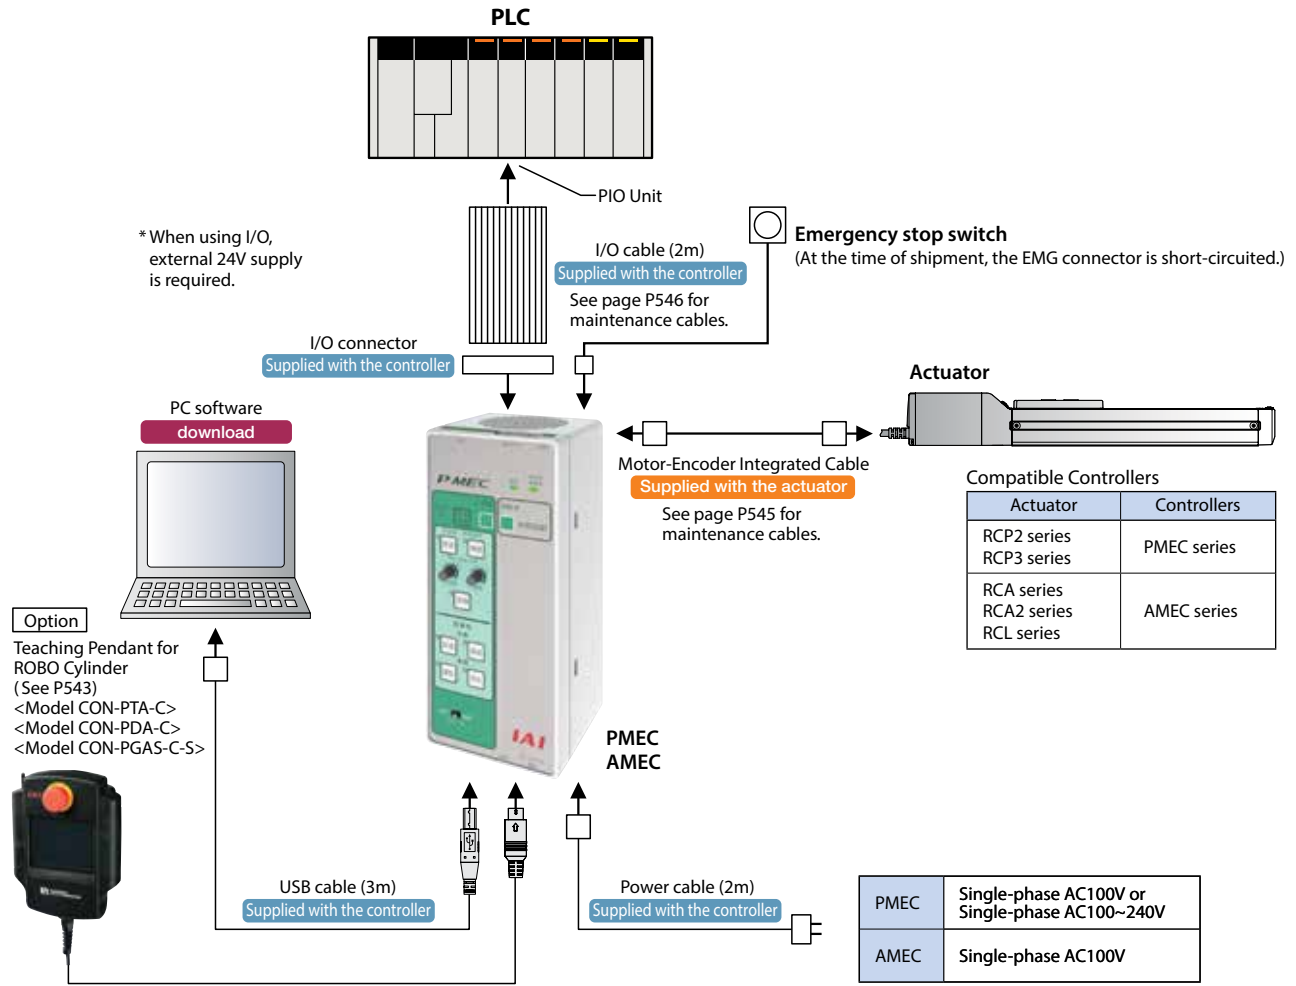 PLC
PIO Unit
* When using I/O,
external 24V supply
is required.
I/O cable (2m)
Supplied with the controller
See page P546 for
maintenance cables.
Emergency stop switch
(At the time of shipment, the EMG connector is short-circuited.)
I/O connector
Supplied with the controller
PC software
download
Actuator
Motor-Encoder Integrated Cable
Supplied with the actuator
See page P545 for
maintenance cables.
Compatible Controllers
Actuator Controllers
RCP2 series
RCP3 series
PMEC series
RCA series
RCA2 series
RCL series
AMEC series
PMEC
IAI
PMEC
AMEC
Option
Teaching Pendant for
ROBO Cylinder
(See P543)
<Model CON-PTA-C>
<Model CON-PDA-C>
<Model CON-PGAS-C-S>
USB cable (3m)
Supplied with the controller
Power cable (2m)
Supplied with the controller
PMEC Single-phase AC100V or
Single-phase AC100~240V
AMEC Single-phase AC100V